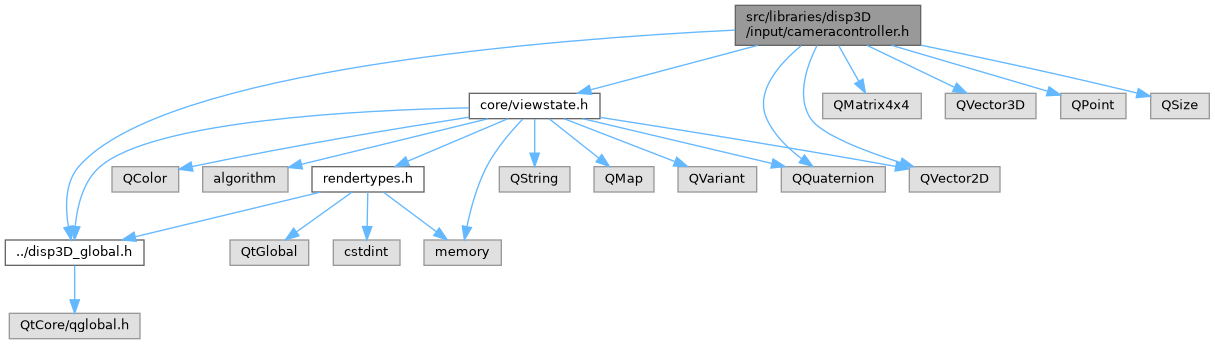 src/libraries/disp3D
/input/cameracontroller.h
core/viewstate.h
QMatrix4x4
QVector3D
QPoint
QSize
QColor
algorithm
rendertypes.h
QString
QMap
QVariant
QQuaternion
QVector2D
../disp3D_global.h
QtGlobal
cstdint
memory
QtCore/qglobal.h